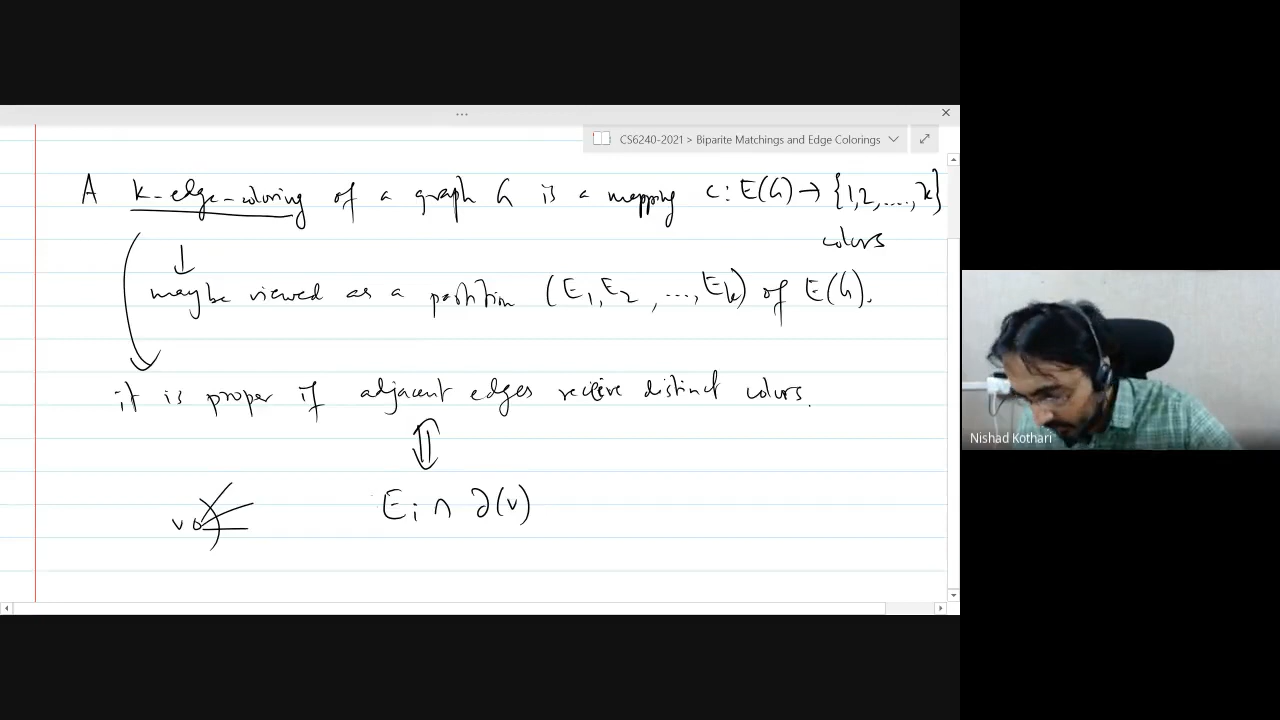 CS6240-2021 > Biparite Matchings and Edge Colorings
A k-edge-coloring of a graph G is a mapping c: E(G) → {1,2,....,k}
colors
maybe viewed as a partition (E₁, E₂, ..., Eₖ) of E(G).
it is proper if adjacent edges receive distinct colors.
⇕
Eᵢ ∩ ∂(v)
v
Nishad Kothari